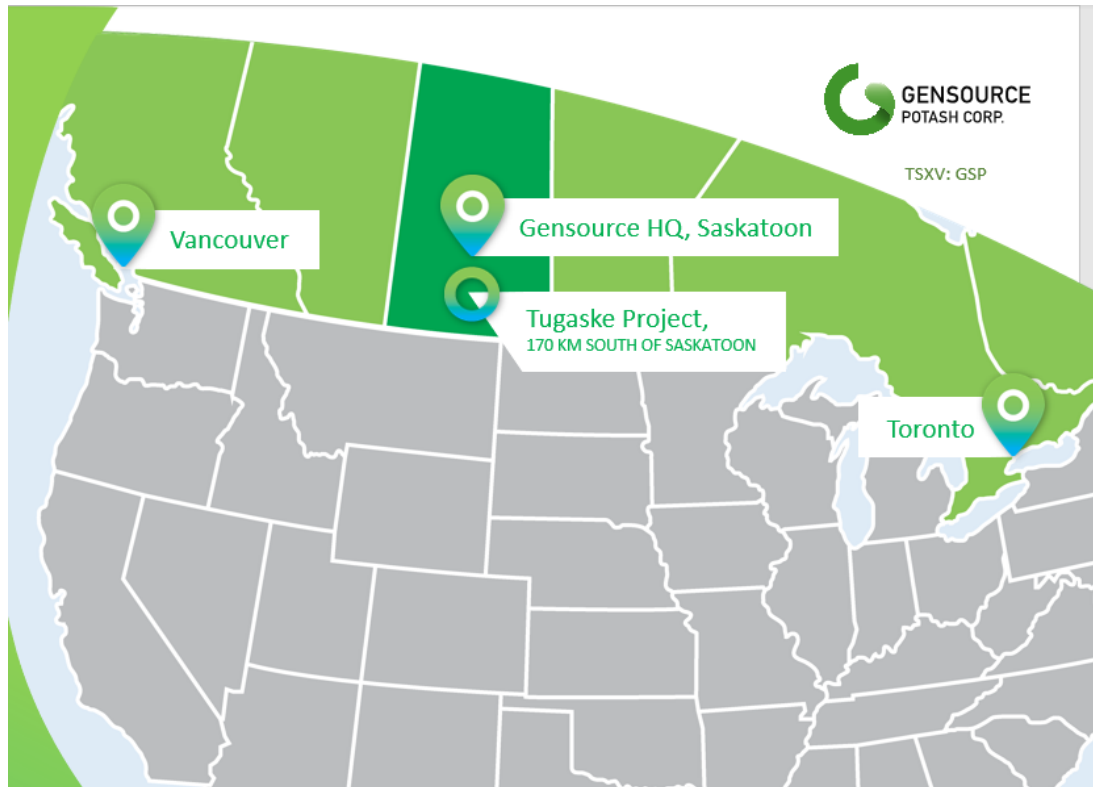 GENSOURCE
POTASH CORP.
TSXV: GSP
Vancouver
Gensource HQ, Saskatoon
Tugaske Project,
170 KM SOUTH OF SASKATOON
Toronto